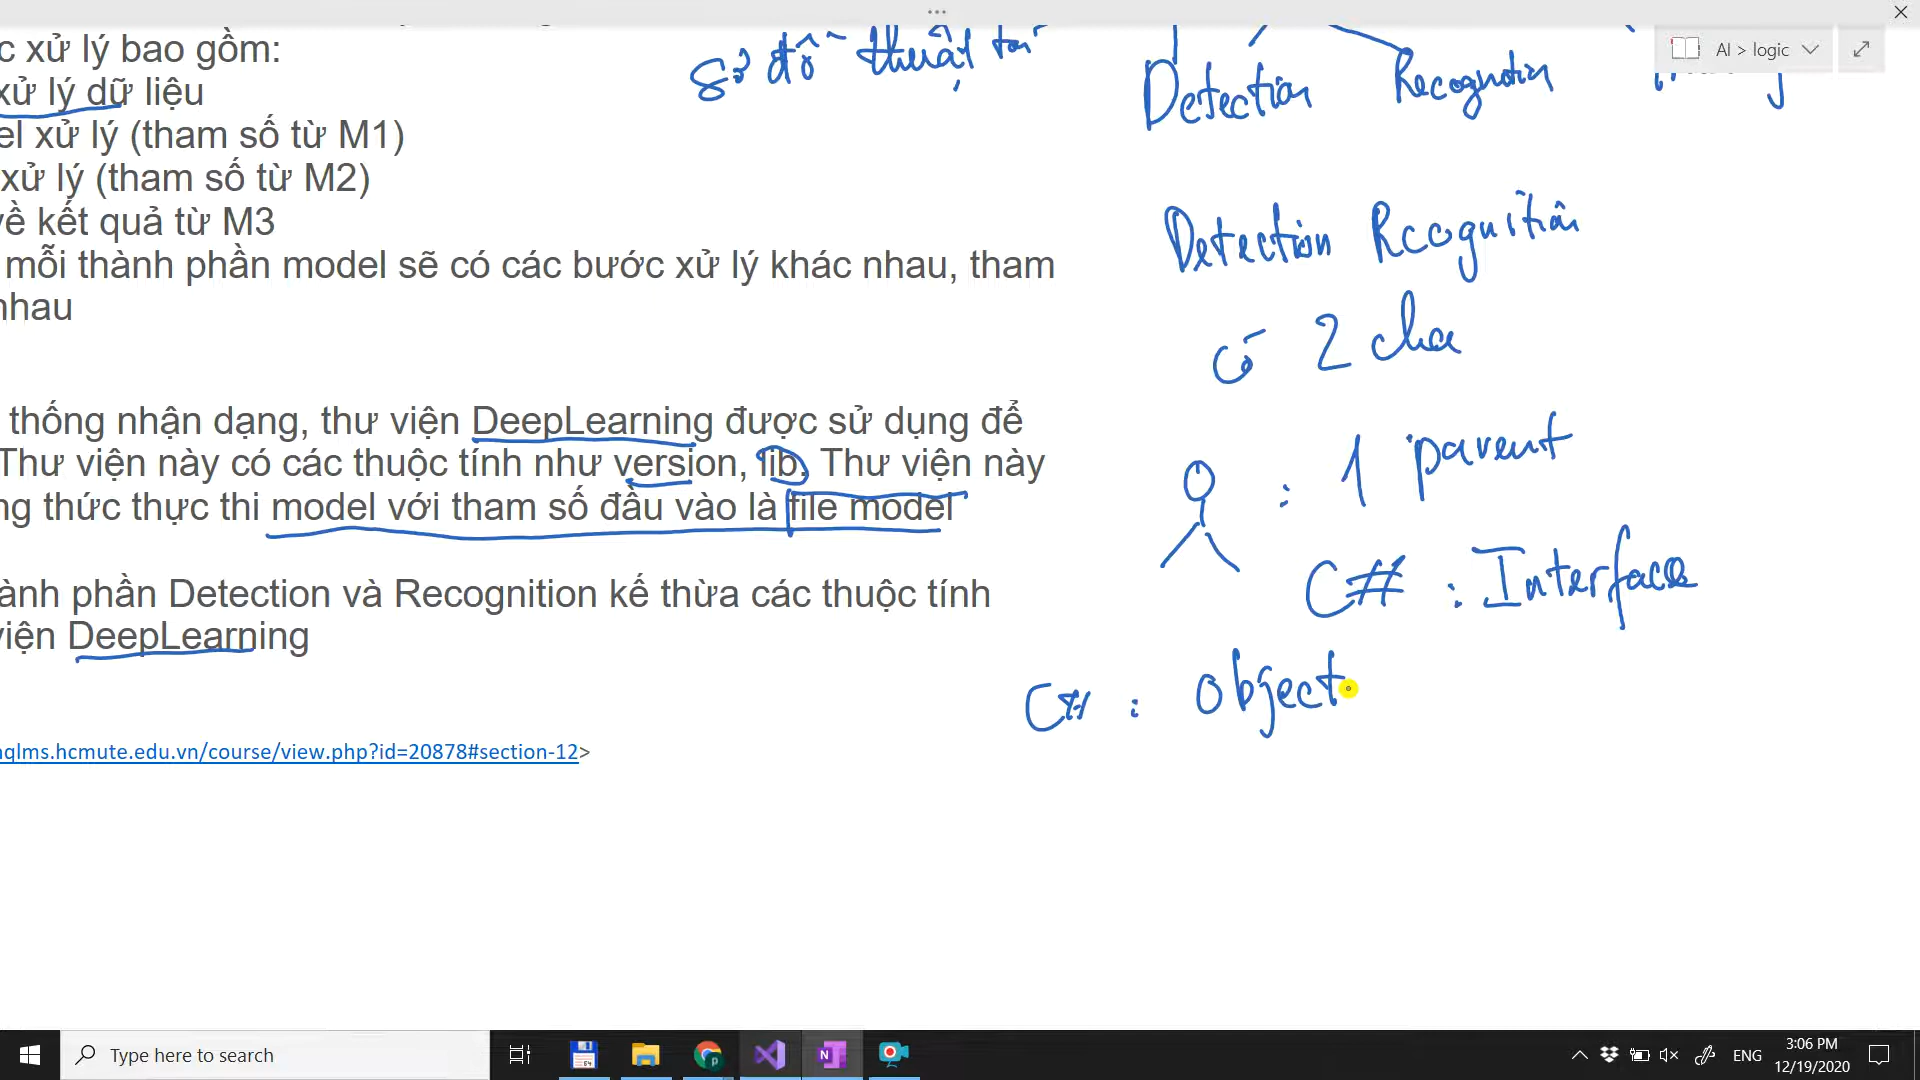 AI > logic
c xử lý bao gồm:
xử lý dữ liệu
el xử lý (tham số từ M1)
xử lý (tham số từ M2)
về kết quả từ M3
mỗi thành phần model sẽ có các bước xử lý khác nhau, tham
nhau
thống nhận dạng, thư viện DeepLearning được sử dụng để
Thư viện này có các thuộc tính như version, lib. Thư viện này
ng thức thực thi model với tham số đầu vào là file model
ành phần Detection và Recognition kế thừa các thuộc tính
viện DeepLearning
nqlms.hcmute.edu.vn/course/view.php?id=20878#section-12>
Detection Recognition
Detection Recognition
có 2 cha
: 1 parent
C# : Interface
C# : object
Type here to search
ENG
3:06 PM
12/19/2020